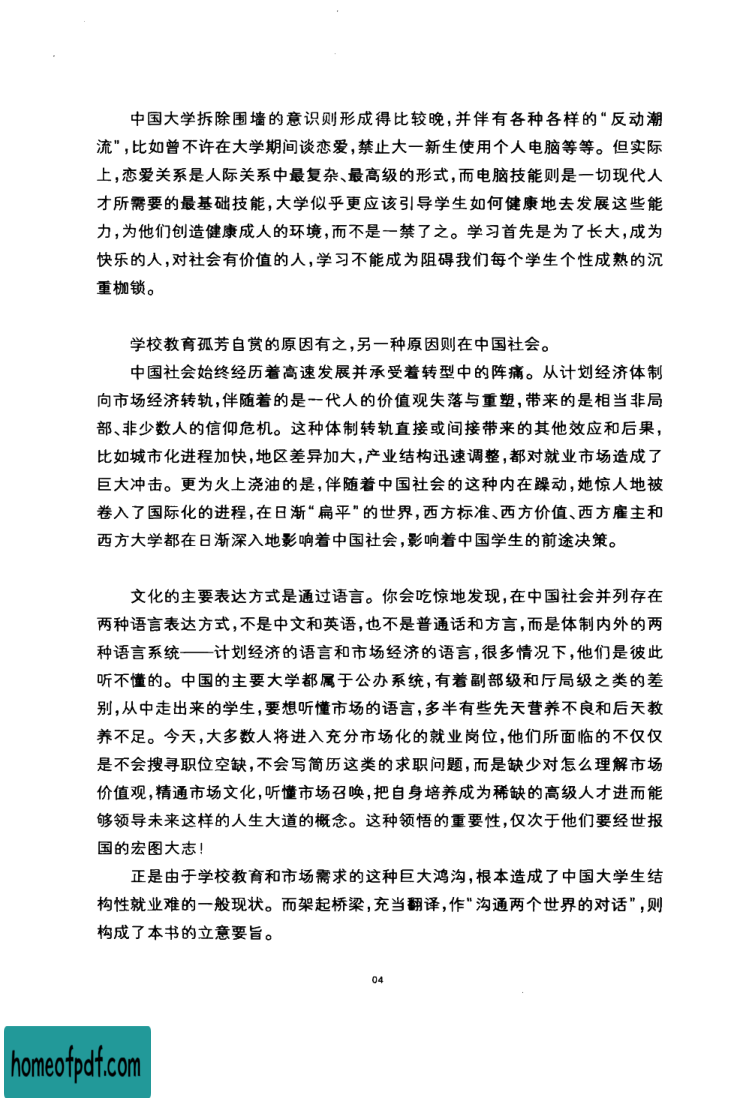 中国大学拆除围墙的意识则形成得比较晚,并伴有各种各样的“反动潮
流”,比如曾不许在大学期间谈恋爱,禁止大一新生使用个人电脑等等。但实际
上,恋爱关系是人际关系中最复杂、最高级的形式,而电脑技能则是一切现代人
才所需要的最基础技能,大学似乎更应该引导学生如何健康地去发展这些能
力,为他们创造健康成人的环境,而不是一禁了之。学习首先是为了长大,成为
快乐的人,对社会有价值的人,学习不能成为阻碍我们每个学生个性成熟的沉
重枷锁。
学校教育孤芳自赏的原因有之,另一种原因则在中国社会。
中国社会始终经历着高速发展并承受着转型中的阵痛。从计划经济体制
向市场经济转轨,伴随着的是一代人的价值观失落与重塑,带来的是相当非局
部、非少数人的信仰危机。这种体制转轨直接或间接带来的其他效应和后果,
比如城市化进程加快,地区差异加大,产业结构迅速调整,都对就业市场造成了
巨大冲击。更为火上浇油的是,伴随着中国社会的这种内在躁动,她惊人地被
卷入了国际化的进程,在日渐“扁平”的世界,西方标准、西方价值、西方雇主和
西方大学都在日渐深入地影响着中国社会,影响着中国学生的前途决策。
文化的主要表达方式是通过语言。你会吃惊地发现,在中国社会并列存在
两种语言表达方式,不是中文和英语,也不是普通话和方言,而是体制内外的两
种语言系统——计划经济的语言和市场经济的语言,很多情况下,他们是彼此
听不懂的。中国的主要大学都属于公办系统,有着副部级和厅局级之类的差
别,从中走出来的学生,要想听懂市场的语言,多半有些先天营养不良和后天教
养不足。今天,大多数人将进入充分市场化的就业岗位,他们所面临的不仅仅
是不会搜寻职位空缺,不会写简历这类的求职问题,而是缺少对怎么理解市场
价值观,精通市场文化,听懂市场召唤,把自身培养成为稀缺的高级人才进而能
够领导未来这样的人生大道的概念。这种领悟的重要性,仅次于他们要经世报
国的宏图大志!
正是由于学校教育和市场需求的这种巨大鸿沟,根本造成了中国大学生结
构性就业难的一般现状。而架起桥梁,充当翻译,作“沟通两个世界的对话”,则
构成了本书的立意要旨。
04
homeofpdf.com